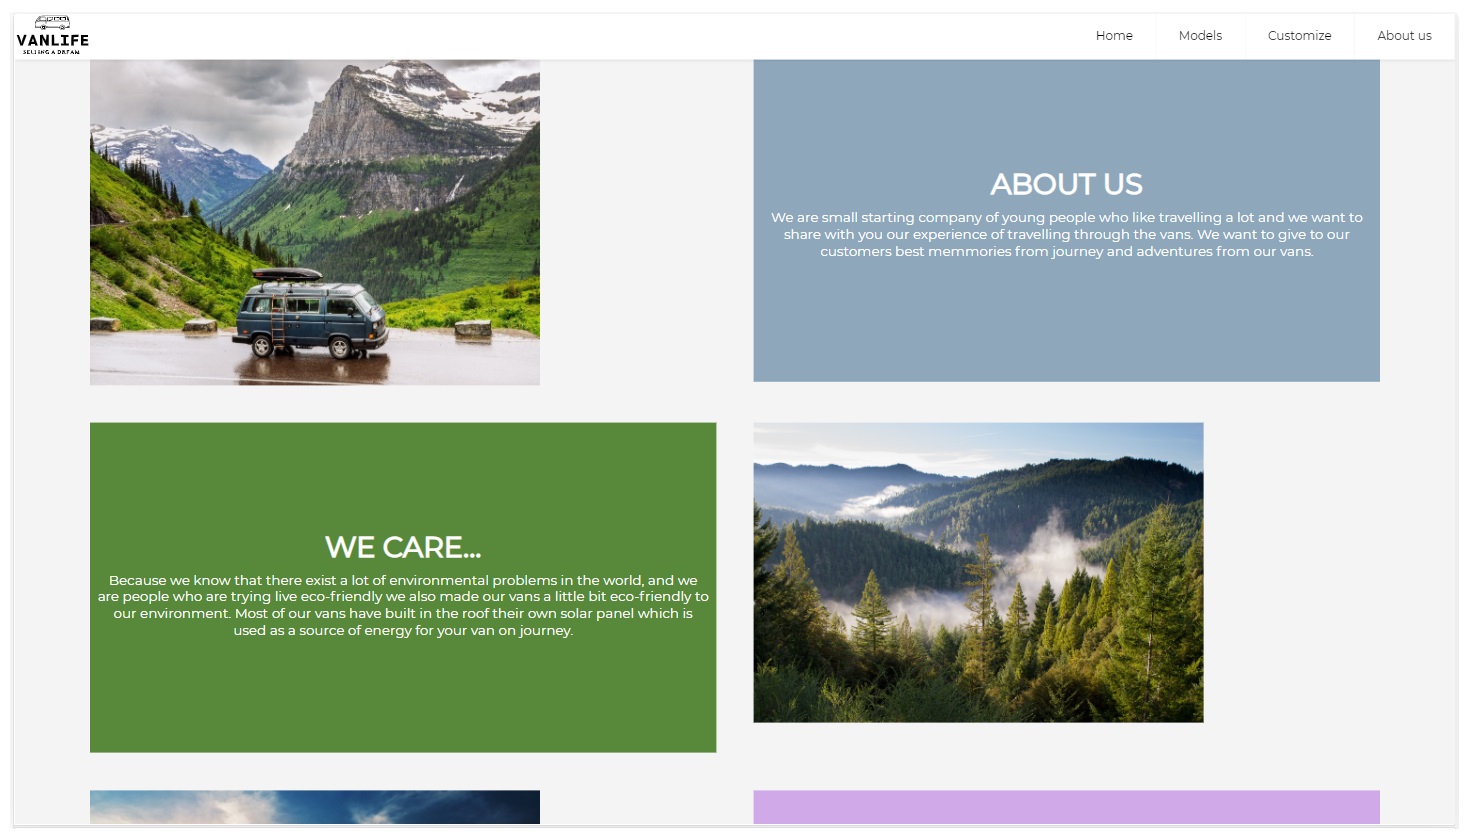 VANLIFE
SELLING A DREAM
Home
Models
Customize
About us
ABOUT US
We are small starting company of young people who like travelling a lot and we want to
share with you our experience of travelling through the vans. We want to give to our
customers best memmories from journey and adventures from our vans.
WE CARE...
Because we know that there exist a lot of environmental problems in the world, and we
are people who are trying live eco-friendly we also made our vans a little bit eco-friendly to
our environment. Most of our vans have built in the roof their own solar panel which is
used as a source of energy for your van on journey.